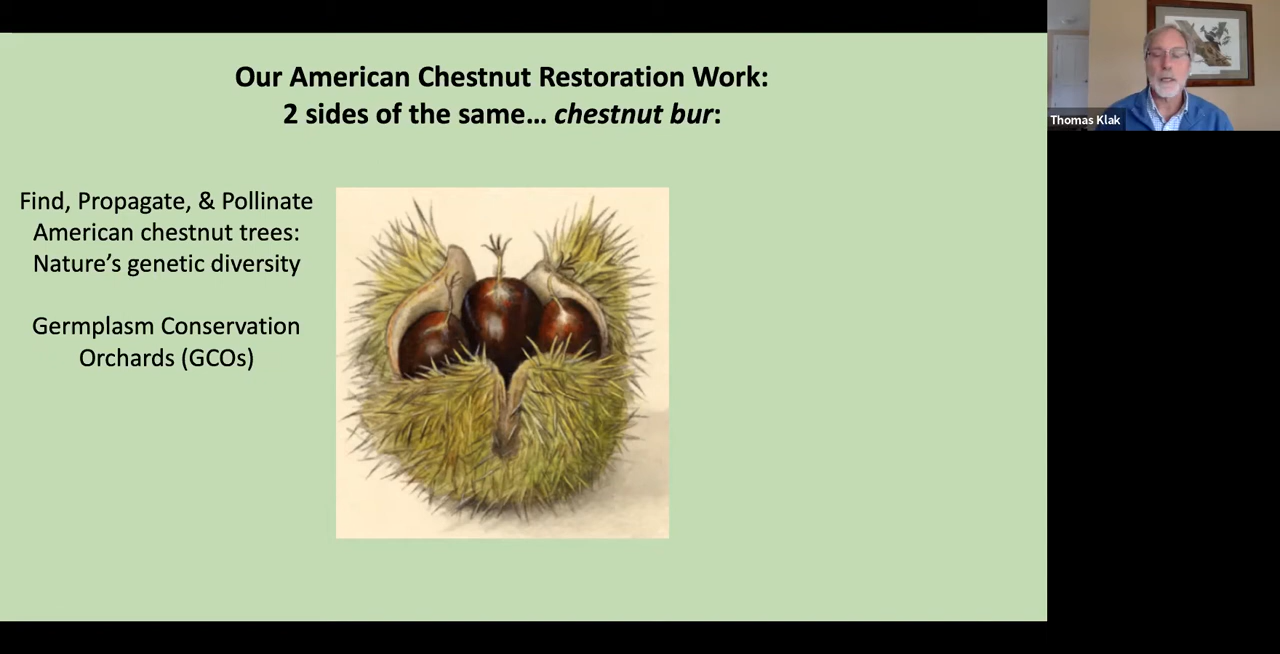 Our American Chestnut Restoration Work:
2 sides of the same… chestnut bur:
Find, Propagate, & Pollinate
American chestnut trees:
Nature’s genetic diversity
Germplasm Conservation
Orchards (GCOs)
Thomas Klak